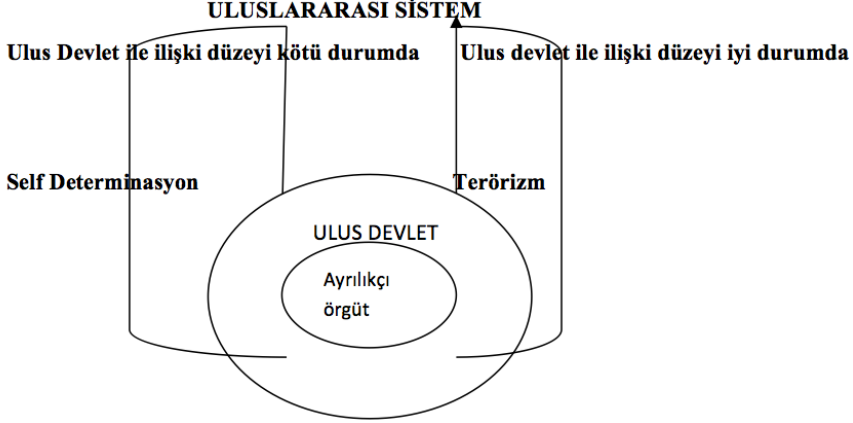 ULUSLARARASI SİSTEM
Ulus Devlet ile ilişki düzeyi kötü durumda
Ulus devlet ile ilişki düzeyi iyi durumda
Self Determinasyon
Terörizm
ULUS DEVLET
Ayrılıkçı
örgüt